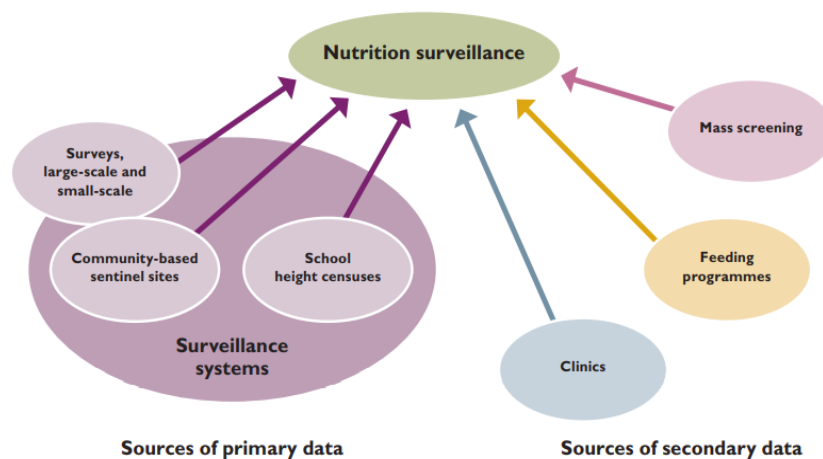 Nutrition surveillance
Mass screening
Surveys,
large-scale and
small-scale
Community-based
sentinel sites
School
height censuses
Feeding
programmes
Surveillance
systems
Clinics
Sources of primary data
Sources of secondary data